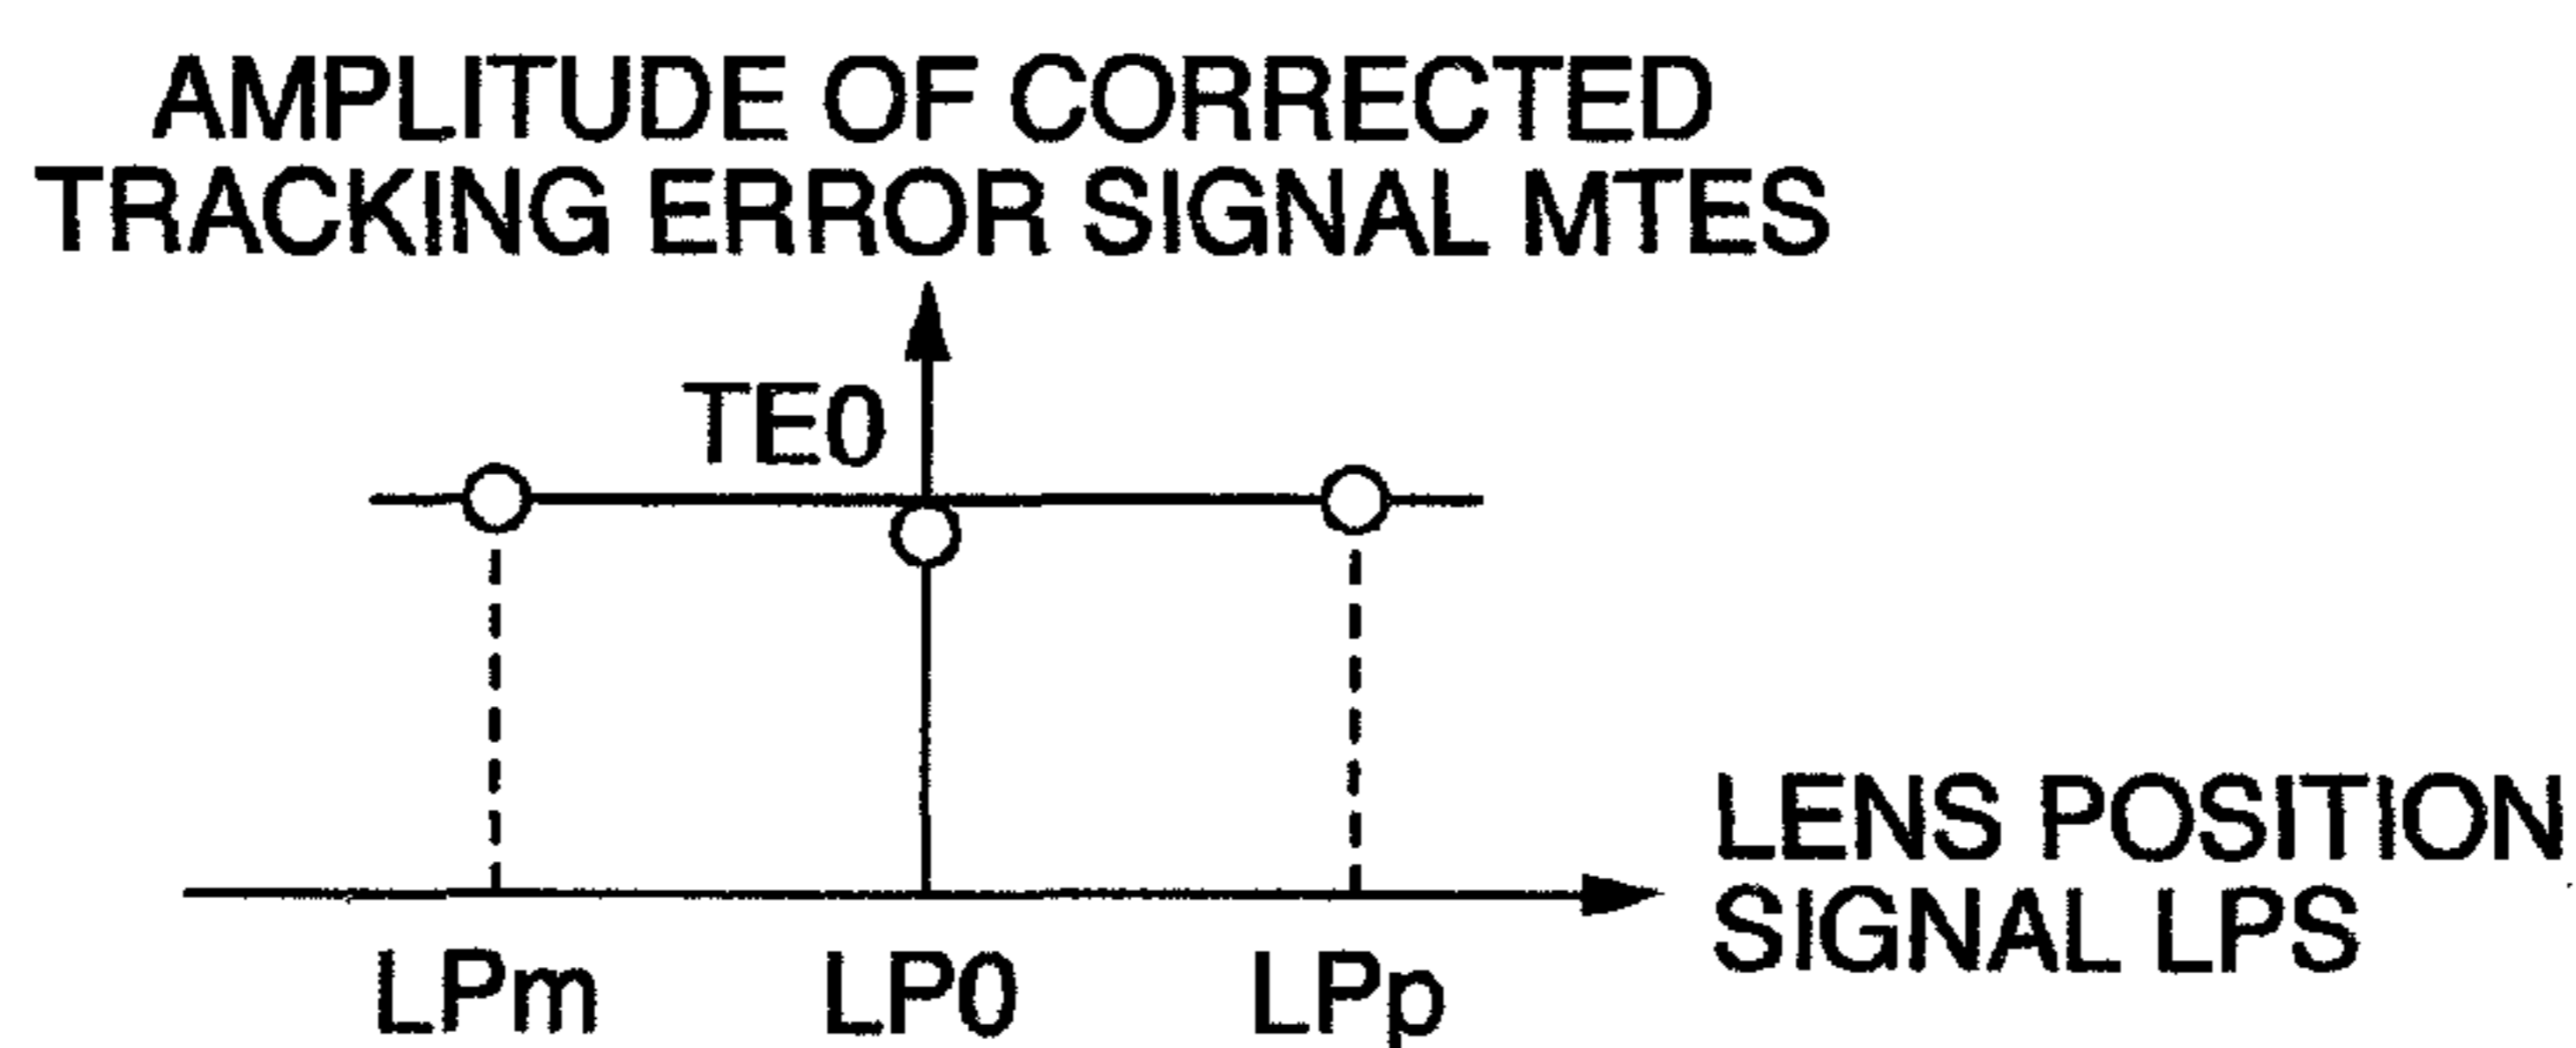 AMPLITUDE OF CORRECTED
TRACKING ERROR SIGNAL MTES
TE0
LENS POSITION
SIGNAL LPS
LPm
LP0
LPp